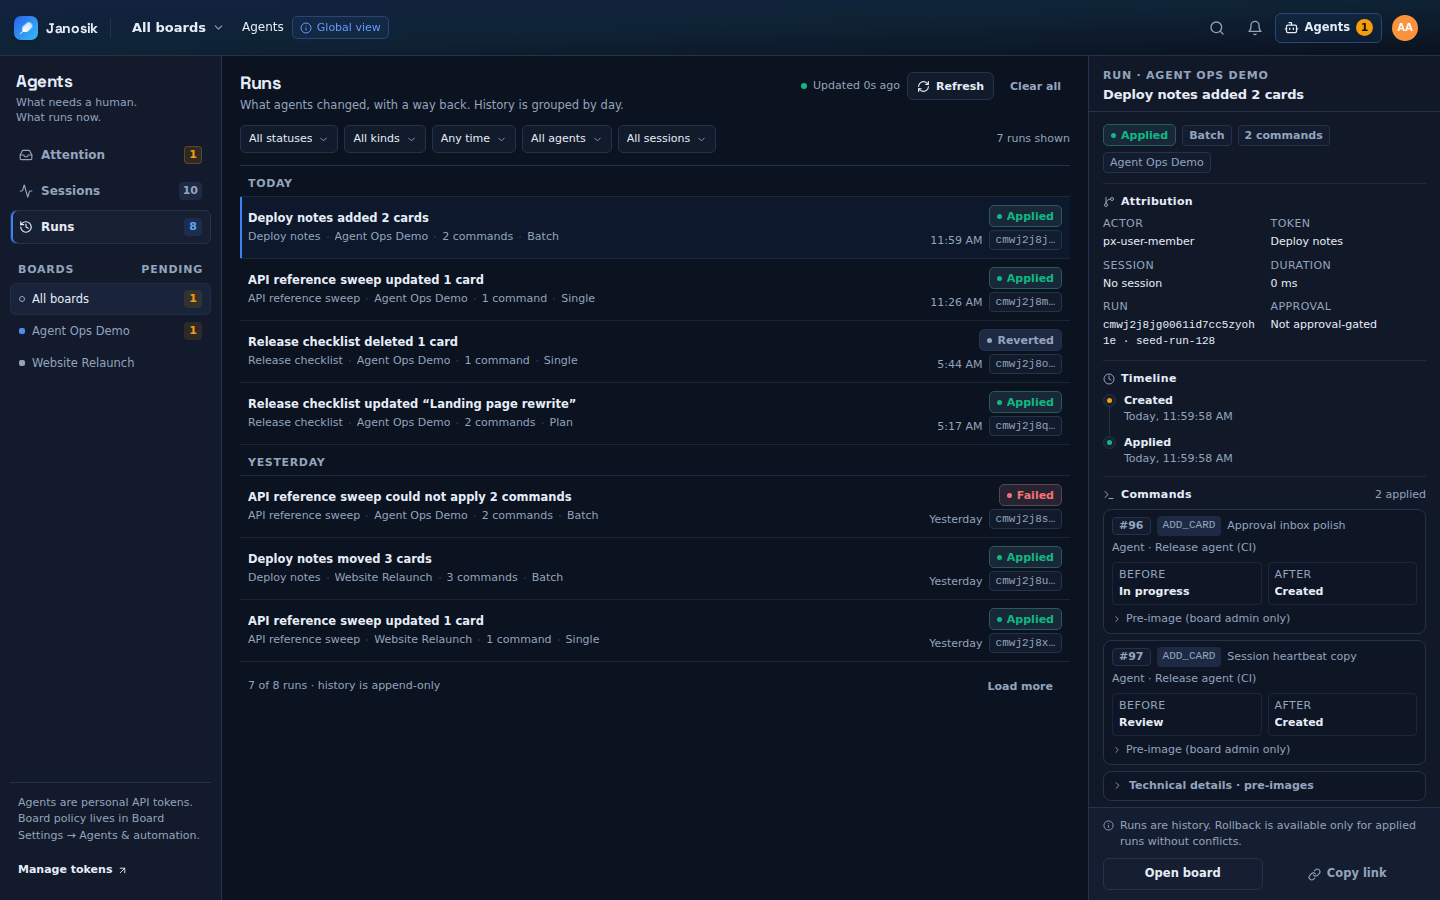 Janosik
All boards
Agents
Global view
Agents 1
AA
Agents
What needs a human.
What runs now.
Attention 1
Sessions 10
Runs 8
BOARDS PENDING
All boards 1
Agent Ops Demo 1
Website Relaunch
Agents are personal API tokens.
Board policy lives in Board
Settings → Agents & automation.
Manage tokens
Runs
What agents changed, with a way back. History is grouped by day.
Updated 0s ago
Refresh
Clear all
All statuses
All kinds
Any time
All agents
All sessions
7 runs shown
TODAY
Deploy notes added 2 cards
Deploy notes · Agent Ops Demo · 2 commands · Batch
Applied
11:59 AM cmwj2j8j…
API reference sweep updated 1 card
API reference sweep · Agent Ops Demo · 1 command · Single
Applied
11:26 AM cmwj2j8m…
Release checklist deleted 1 card
Release checklist · Agent Ops Demo · 1 command · Single
Reverted
5:44 AM cmwj2j8o…
Release checklist updated “Landing page rewrite”
Release checklist · Agent Ops Demo · 2 commands · Plan
Applied
5:17 AM cmwj2j8q…
YESTERDAY
API reference sweep could not apply 2 commands
API reference sweep · Agent Ops Demo · 2 commands · Batch
Failed
Yesterday cmwj2j8s…
Deploy notes moved 3 cards
Deploy notes · Website Relaunch · 3 commands · Batch
Applied
Yesterday cmwj2j8u…
API reference sweep updated 1 card
API reference sweep · Website Relaunch · 1 command · Single
Applied
Yesterday cmwj2j8x…
7 of 8 runs · history is append-only
Load more
RUN · AGENT OPS DEMO
Deploy notes added 2 cards
Applied Batch 2 commands
Agent Ops Demo
Attribution
ACTOR TOKEN
px-user-member Deploy notes
SESSION DURATION
No session 0 ms
RUN APPROVAL
cmwj2j8jg0061id7cc5zyoh Not approval-gated
1e · seed-run-128
Timeline
Created
Today, 11:59:58 AM
Applied
Today, 11:59:58 AM
Commands 2 applied
#96 ADD_CARD Approval inbox polish
Agent · Release agent (CI)
BEFORE AFTER
In progress Created
Pre-image (board admin only)
#97 ADD_CARD Session heartbeat copy
Agent · Release agent (CI)
BEFORE AFTER
Review Created
Pre-image (board admin only)
Technical details · pre-images
Runs are history. Rollback is available only for applied
runs without conflicts.
Open board
Copy link